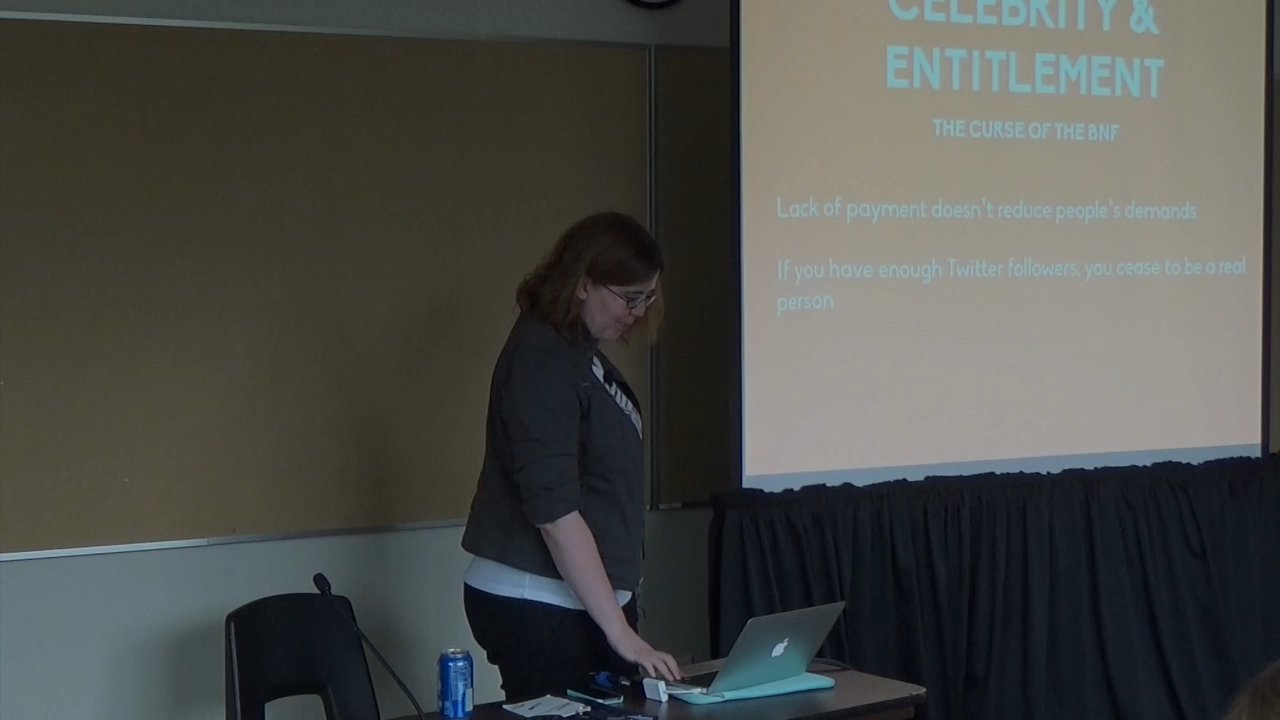 CELEBRITY &
ENTITLEMENT
THE CURSE OF THE BNF
Lack of payment doesn't reduce people's demands
If you have enough Twitter followers, you cease to be a real
person